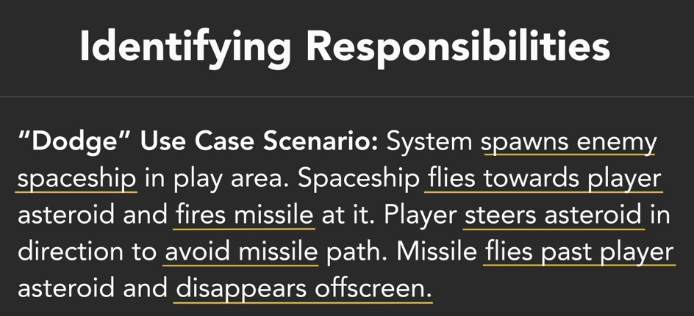 Identifying Responsibilities
“Dodge” Use Case Scenario: System spawns enemy
spaceship in play area. Spaceship flies towards player
asteroid and fires missile at it. Player steers asteroid in
direction to avoid missile path. Missile flies past player
asteroid and disappears offscreen.